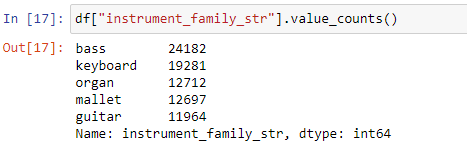 In [17]: df["instrument_family_str"].value_counts()
Out[17]: bass 24182
keyboard 19281
organ 12712
mallet 12697
guitar 11964
Name: instrument_family_str, dtype: int64